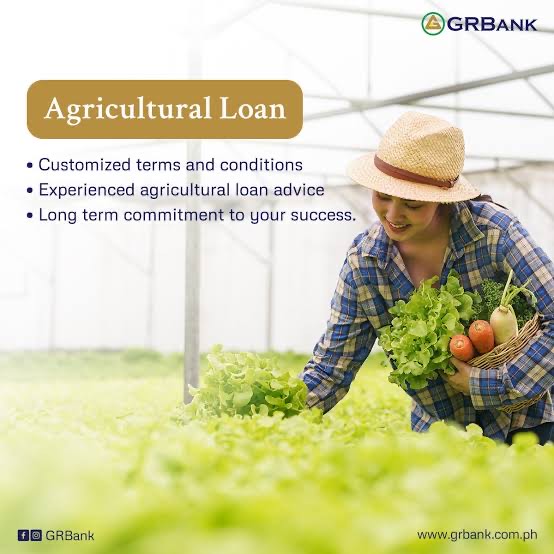 GRBANK
Agricultural Loan
• Customized terms and conditions
• Experienced agricultural loan advice
• Long term commitment to your success.
GRBank
www.grbank.com.ph